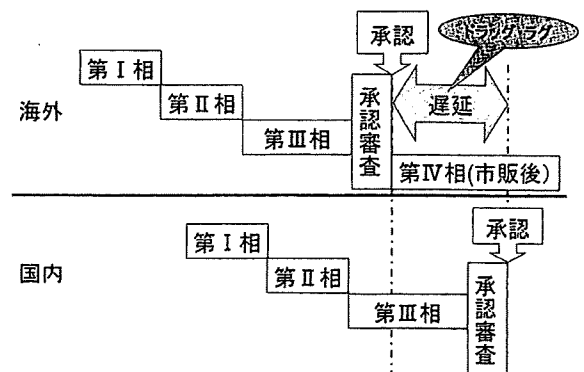 承認
ドラッグ ラグ
第Ⅰ相
海外
第Ⅱ相
承認審査
遅延
第Ⅲ相
第Ⅳ相(市販後)
第Ⅰ相
承認
国内
第Ⅱ相
承認審査
第Ⅲ相